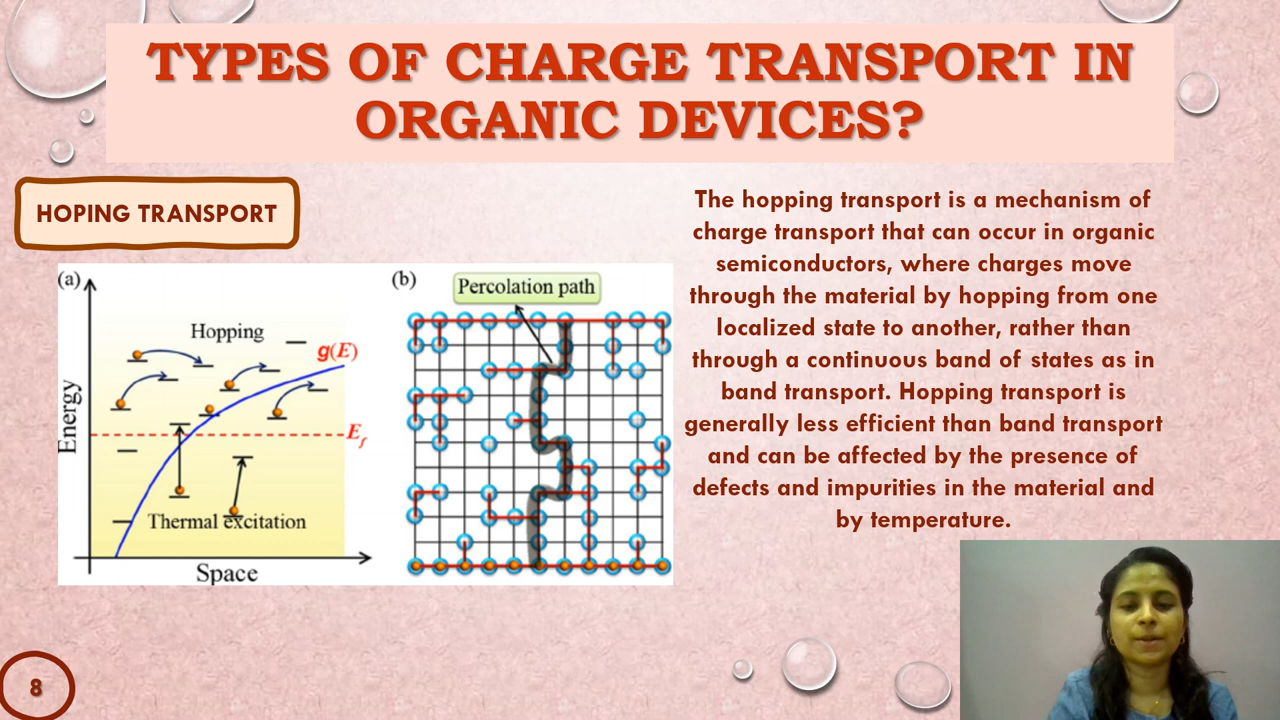 TYPES OF CHARGE TRANSPORT IN
ORGANIC DEVICES?
HOPING TRANSPORT
(a)
Hopping
g(E)
Energy
E_f
Thermal excitation
Space
(b)
Percolation path
The hopping transport is a mechanism of
charge transport that can occur in organic
semiconductors, where charges move
through the material by hopping from one
localized state to another, rather than
through a continuous band of states as in
band transport. Hopping transport is
generally less efficient than band transport
and can be affected by the presence of
defects and impurities in the material and
by temperature.
8